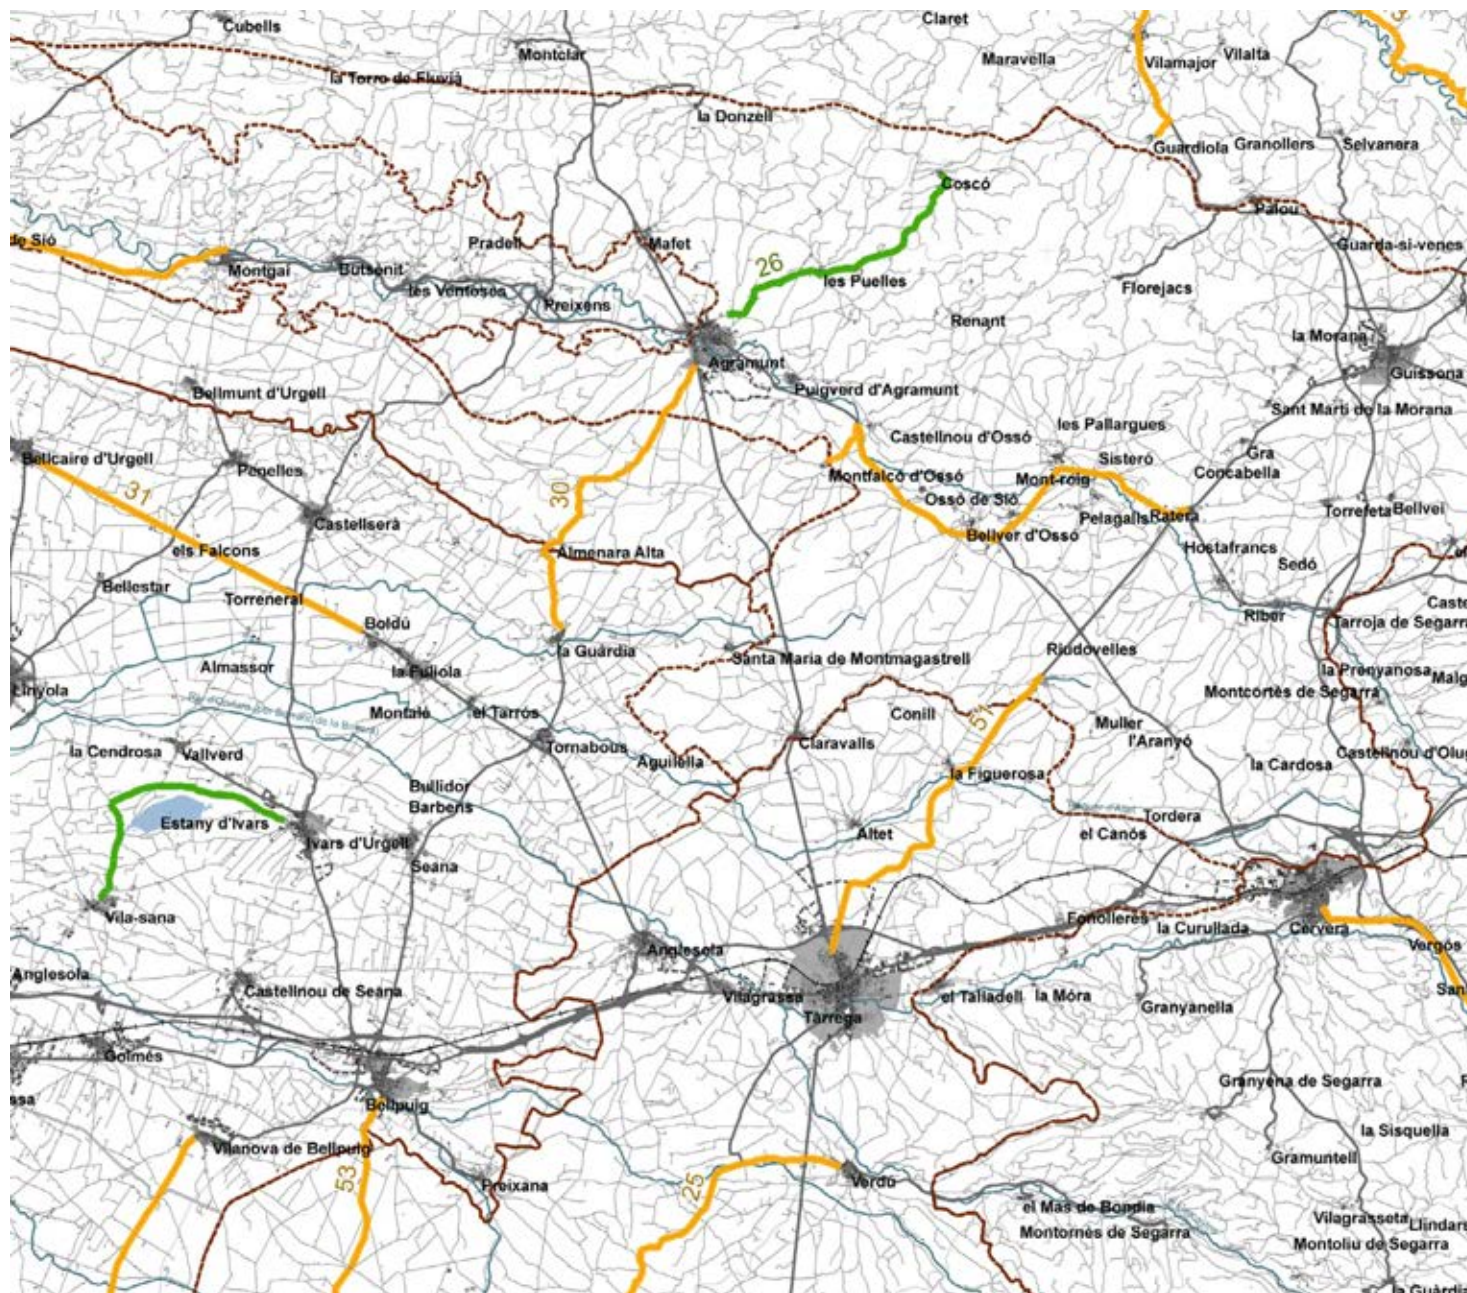 Cubells
Claret
Montclar
Maravella
Vilamajor
Vilalta
la Torre de Fluvià
la Donzell
Guardiola
Granollers
Selvanera
Coscó
Palou
de Sió
Pradell
Mafet
Guarda-si-venes
26
Montgai
Butsènit
les Ventoses
Preixens
les Puelles
Florejacs
Renant
la Morana
Agramunt
Guissona
Bellmunt d'Urgell
Puigverd d'Agramunt
Sant Martí de la Morana
les Pallargues
Castellnou d'Ossó
Bellcaire d'Urgell
Penelles
Sisteró
Gra
Concabella
Montfalcó d'Ossó
Mont-roig
31
30
Ossó de Sió
Castellserà
Pelagalls
Ratera
Torrefeta
Bellvei
Bellver d'Ossó
els Falcons
Almenara Alta
Hostafrancs
Sedó
Bellestar
Torreneral
Riber
Boldú
Tarroja de Segarra
la Guàrdia
Riudovelles
Almassor
la Fuliola
Santa Maria de Montmagastrell
la Prenyanosa
Linyola
Montcortès de Segarra
Montalé
el Tarròs
Conill
51
Muller
l'Aranyó
la Cendrosa
Vallverd
Tornabous
Claravalls
Aguilella
la Cardosa
la Figuerosa
Bullidor
Barbens
Estany d'Ivars
Tordera
el Canós
Altet
Ivars d'Urgell
Seana
Vila-sana
Fonolleres
la Curullada
Cervera
Vergós
Anglesola
Anglesola
Castellnou de Seana
Vilagrassa
el Talladell
la Móra
Granyanella
Tàrrega
Golmés
Granyena de Segarra
Bellpuig
la Sisquella
Vilanova de Bellpuig
Gramuntell
53
Preixana
25
Verdú
el Mas de Bondia
Montornès de Segarra
Vilagrasseta
Montoliu de Segarra